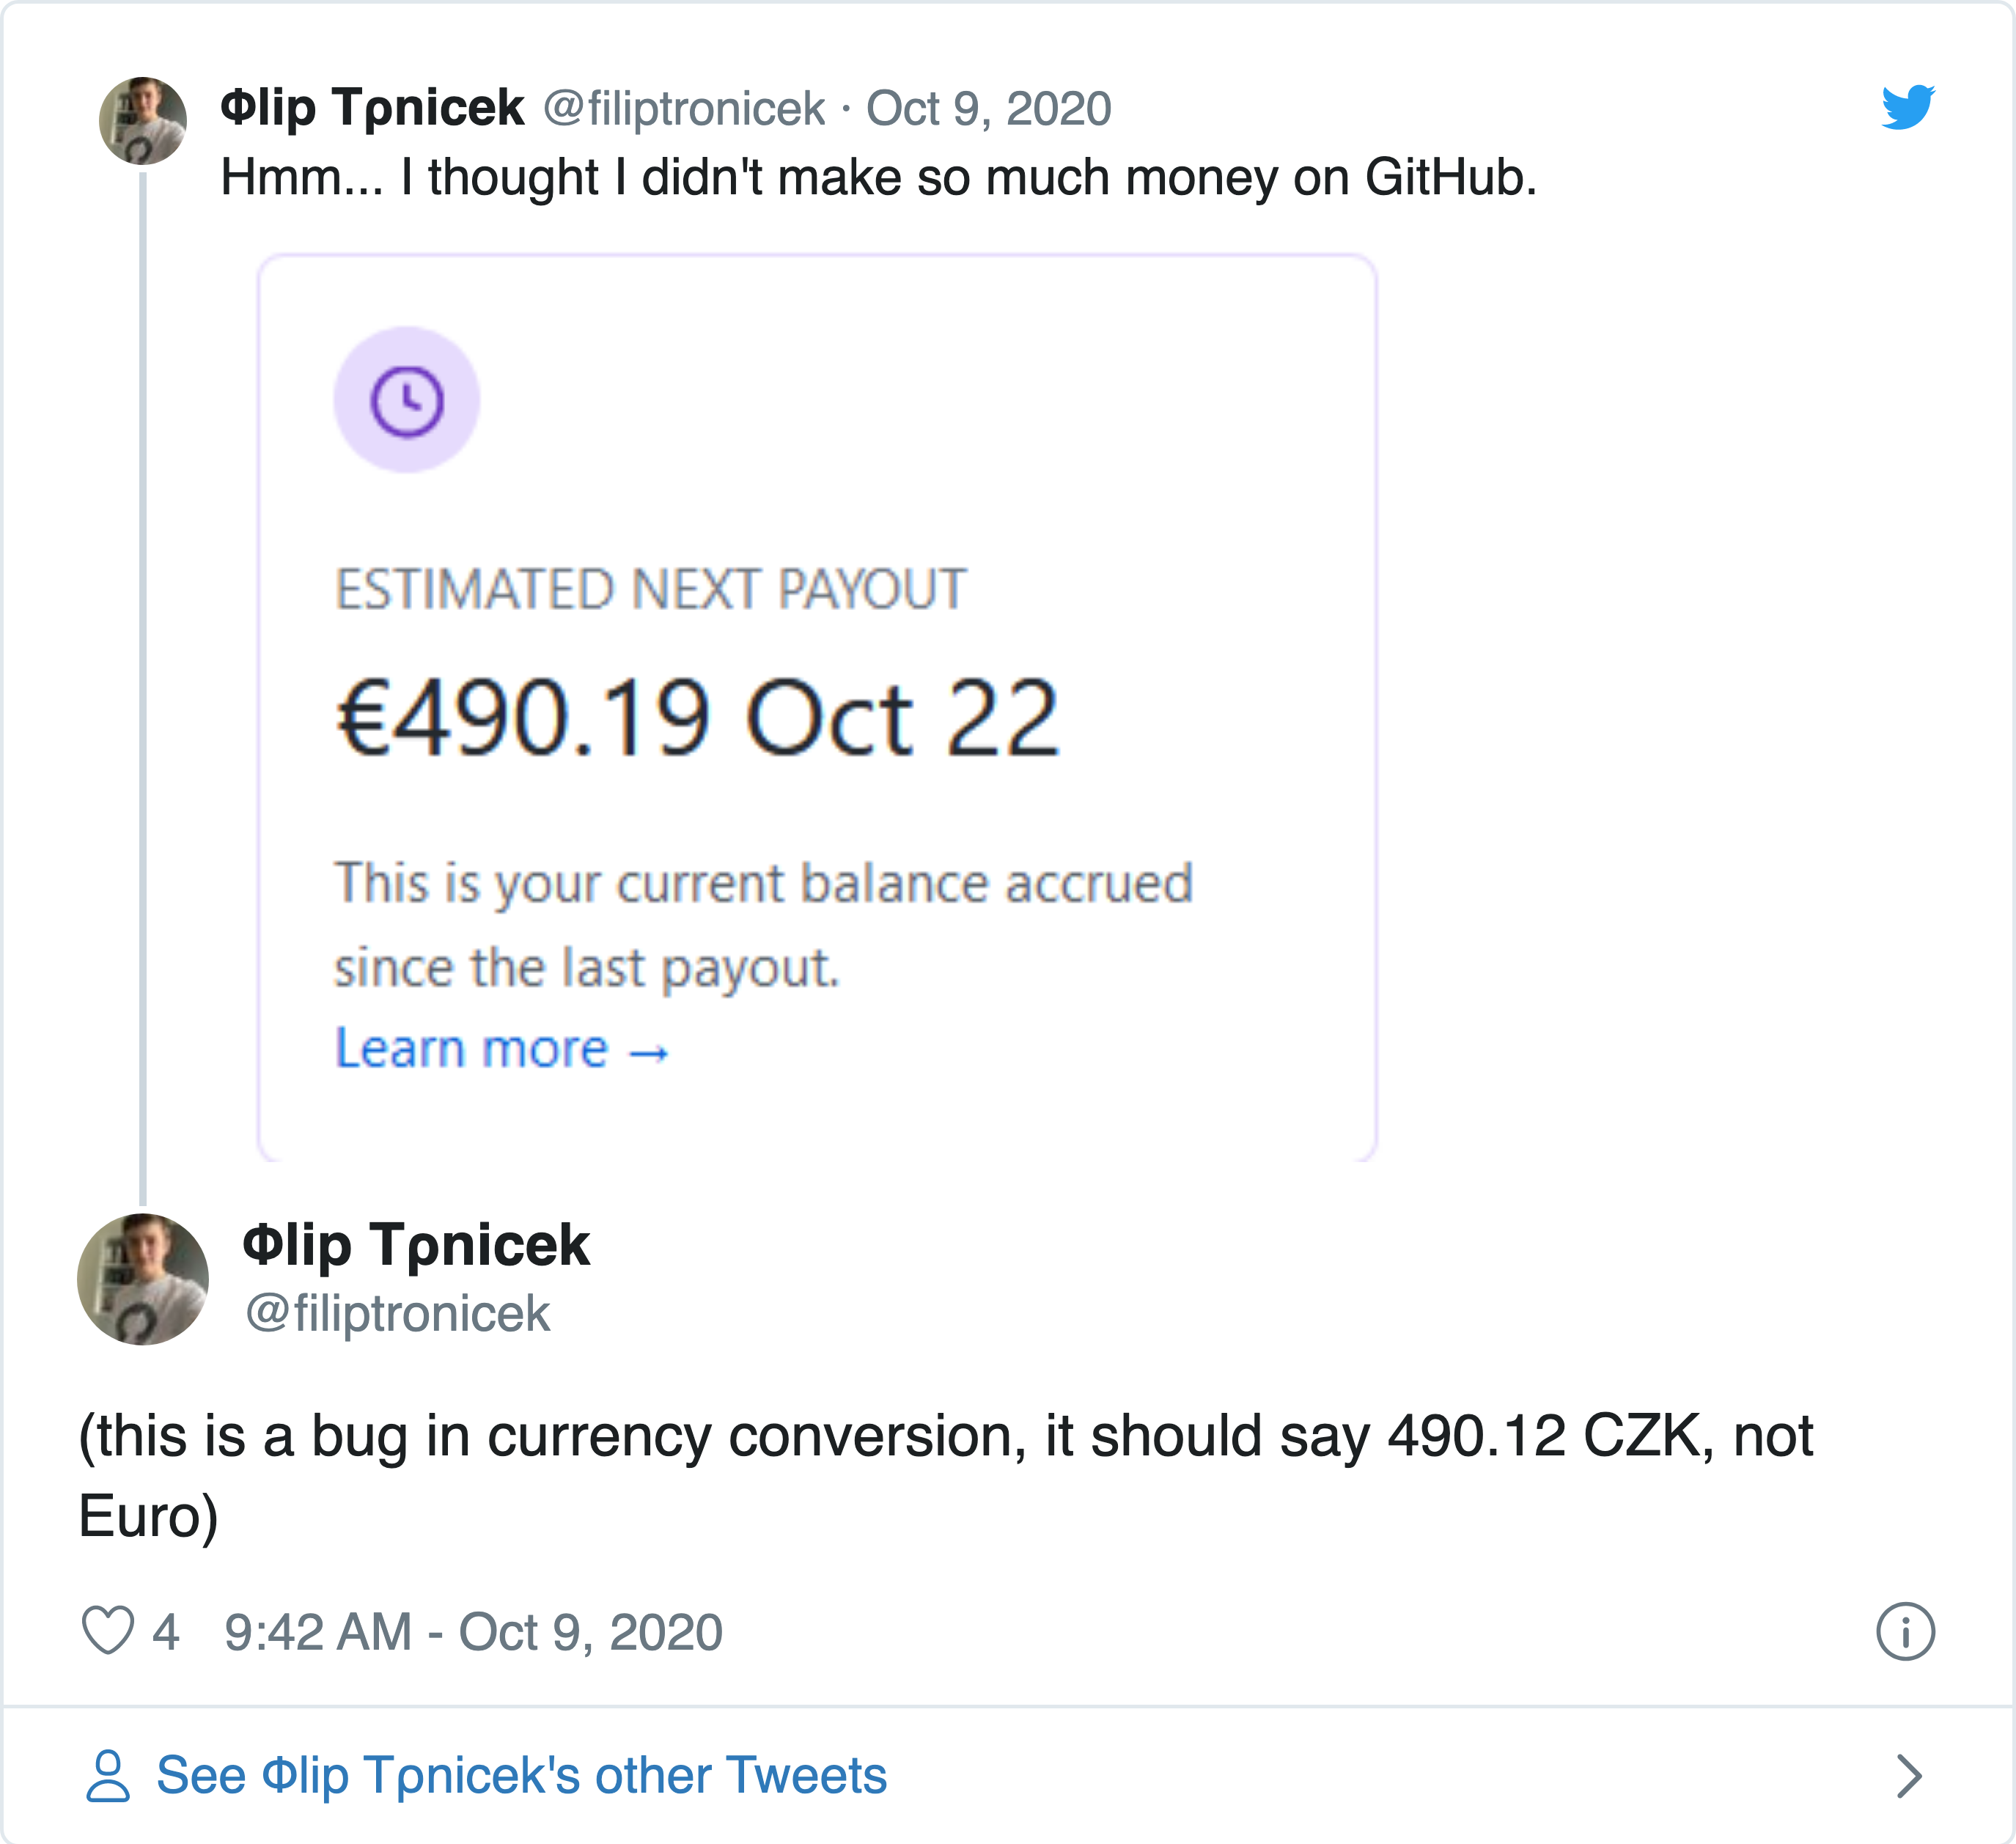 Φlip Tρnicek @filiptronicek · Oct 9, 2020
Hmm... I thought I didn't make so much money on GitHub.
ESTIMATED NEXT PAYOUT
€490.19 Oct 22
This is your current balance accrued
since the last payout.
Learn more →
Φlip Tρnicek
@filiptronicek
(this is a bug in currency conversion, it should say 490.12 CZK, not
Euro)
4 9:42 AM - Oct 9, 2020
See Φlip Tρnicek's other Tweets